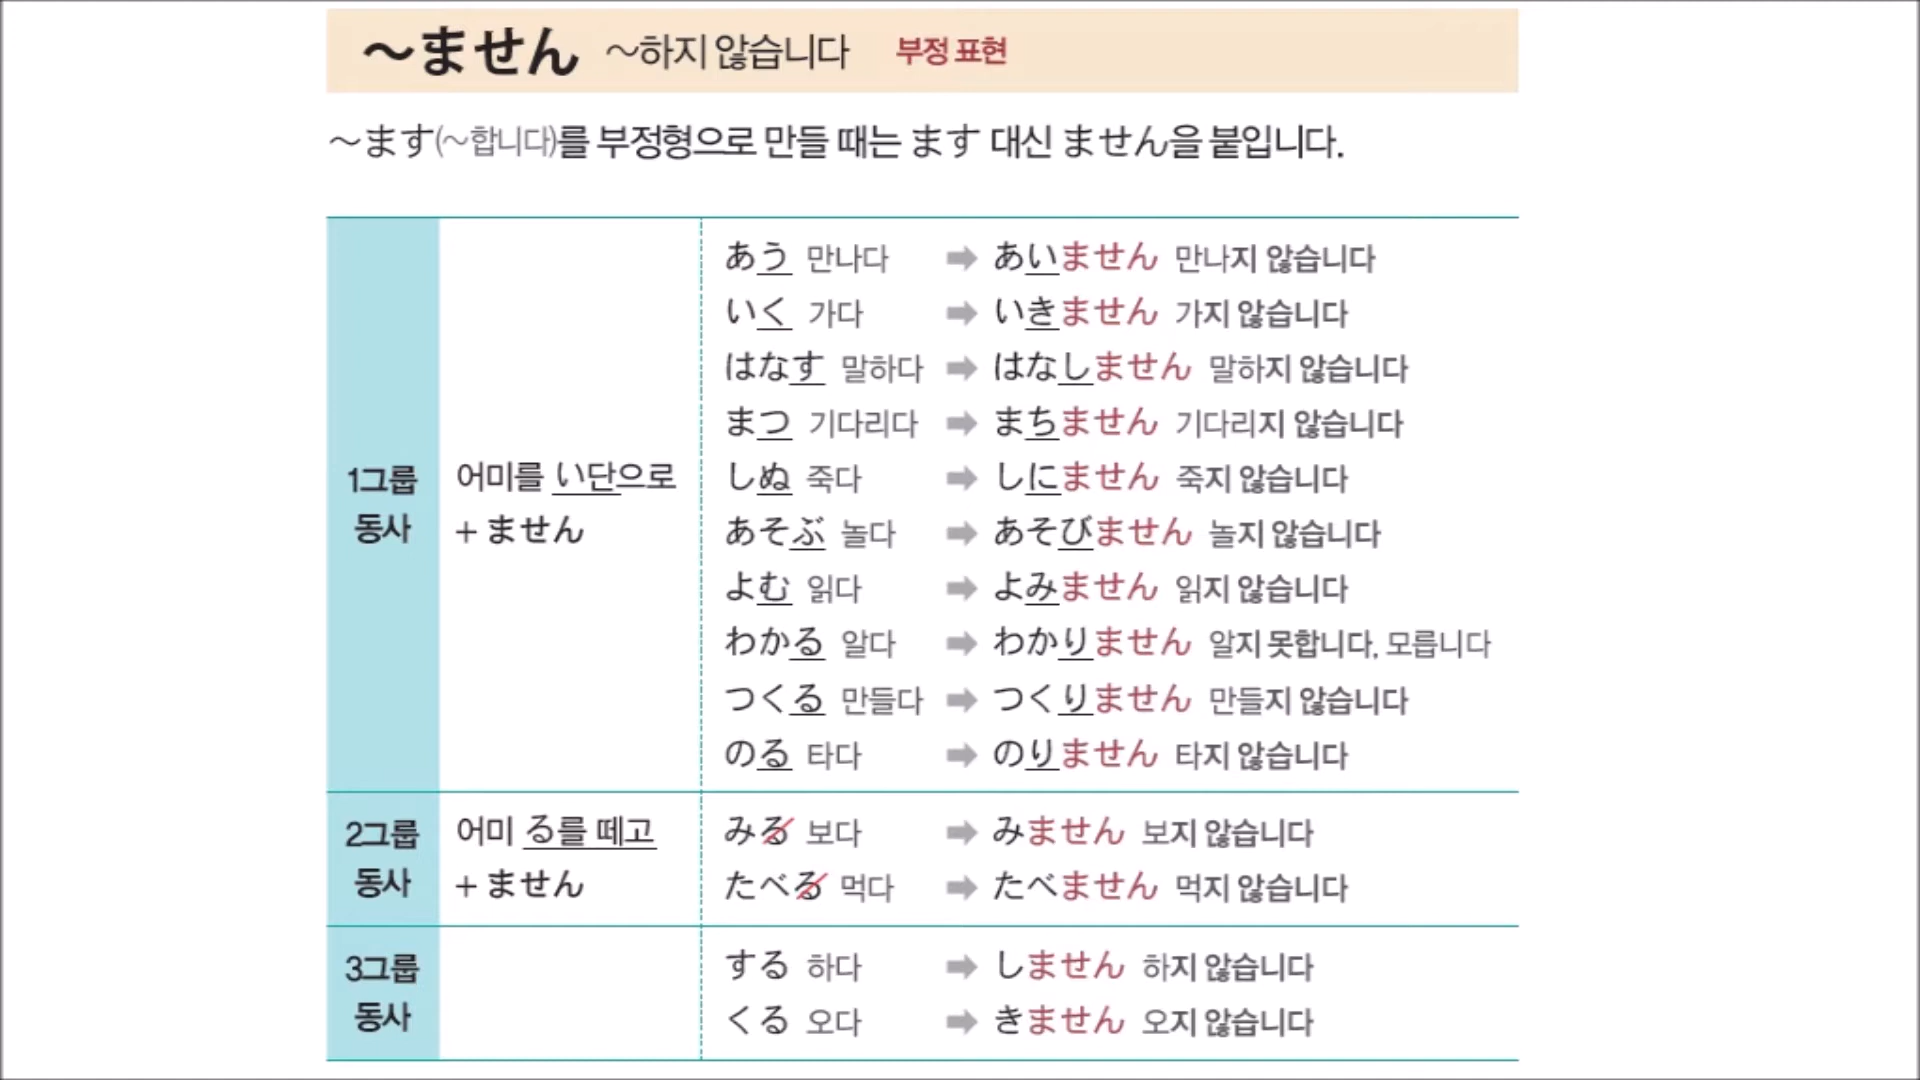 ～ません ～하지 않습니다 부정 표현
～ます(～합니다)를 부정형으로 만들 때는 ます 대신 ません을 붙입니다.
1그룹
동사
어미를 い단으로
+ ません
あう 만나다 ➡ あいません 만나지 않습니다
いく 가다 ➡ いきません 가지 않습니다
はなす 말하다 ➡ はなしません 말하지 않습니다
まつ 기다리다 ➡ まちません 기다리지 않습니다
しぬ 죽다 ➡ しにません 죽지 않습니다
あそぶ 놀다 ➡ あそびません 놀지 않습니다
よむ 읽다 ➡ よみません 읽지 않습니다
わかる 알다 ➡ わかりません 알지 못합니다, 모릅니다
つくる 만들다 ➡ つくりません 만들지 않습니다
のる 타다 ➡ のりません 타지 않습니다
2그룹
동사
어미 る를 떼고
+ ません
みる 보다 ➡ みません 보지 않습니다
たべる 먹다 ➡ たべません 먹지 않습니다
3그룹
동사
する 하다 ➡ しません 하지 않습니다
くる 오다 ➡ きません 오지 않습니다